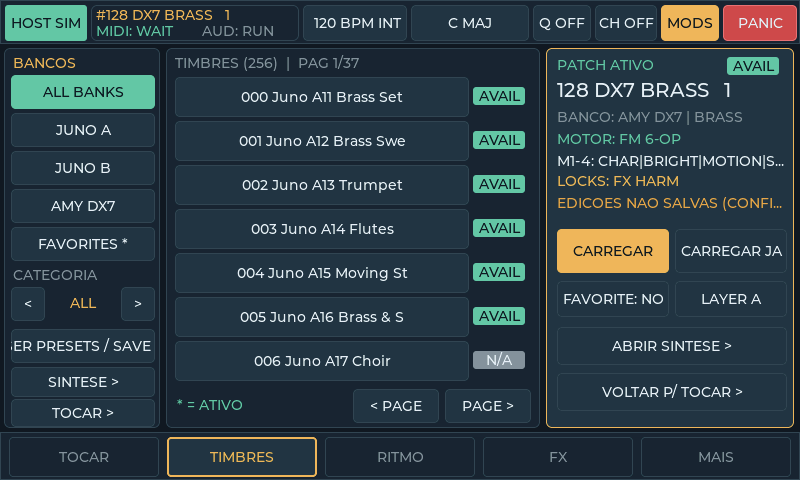 HOST SIM
#128 DX7 BRASS   1
MIDI: WAIT
AUD: RUN
120 BPM INT
C MAJ
Q OFF
CH OFF
MODS
PANIC
BANCOS
ALL BANKS
JUNO A
JUNO B
AMY DX7
FAVORITES *
CATEGORIA
<
ALL
>
SER PRESETS / SAVE
SINTESE >
TOCAR >
TIMBRES (256)  |  PAG 1/37
000 Juno A11 Brass Set
AVAIL
001 Juno A12 Brass Swe
AVAIL
002 Juno A13 Trumpet
AVAIL
003 Juno A14 Flutes
AVAIL
004 Juno A15 Moving St
AVAIL
005 Juno A16 Brass & S
AVAIL
006 Juno A17 Choir
N/A
* = ATIVO
< PAGE
PAGE >
PATCH ATIVO
AVAIL
128 DX7 BRASS   1
BANCO: AMY DX7 | BRASS
MOTOR: FM 6-OP
M1-4: CHAR|BRIGHT|MOTION|S...
LOCKS: FX HARM
EDICOES NAO SALVAS (CONFI...
CARREGAR
CARREGAR JA
FAVORITE: NO
LAYER A
ABRIR SINTESE >
VOLTAR P/ TOCAR >
TOCAR
TIMBRES
RITMO
FX
MAIS